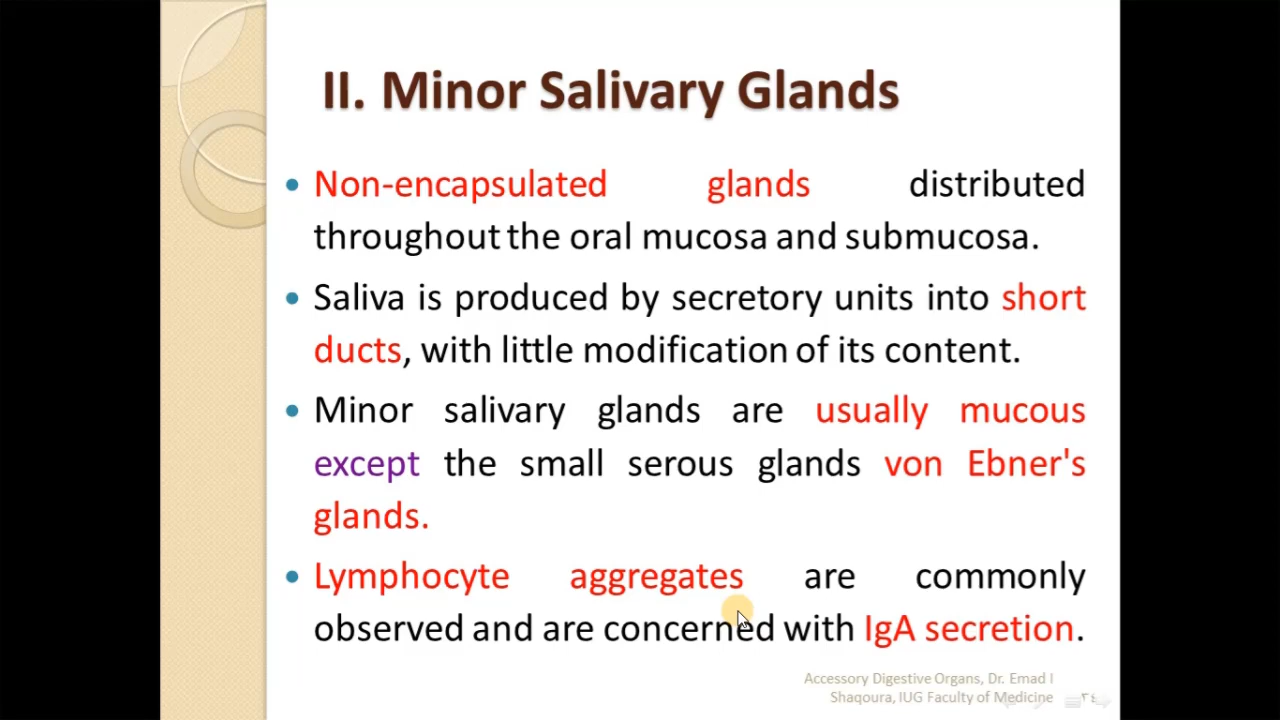 II. Minor Salivary Glands
• Non-encapsulated glands distributed
throughout the oral mucosa and submucosa.
• Saliva is produced by secretory units into short
ducts, with little modification of its content.
• Minor salivary glands are usually mucous
except the small serous glands von Ebner's
glands.
• Lymphocyte aggregates are commonly
observed and are concerned with IgA secretion.
Accessory Digestive Organs, Dr. Emad I
Shaqoura, IUG Faculty of Medicine